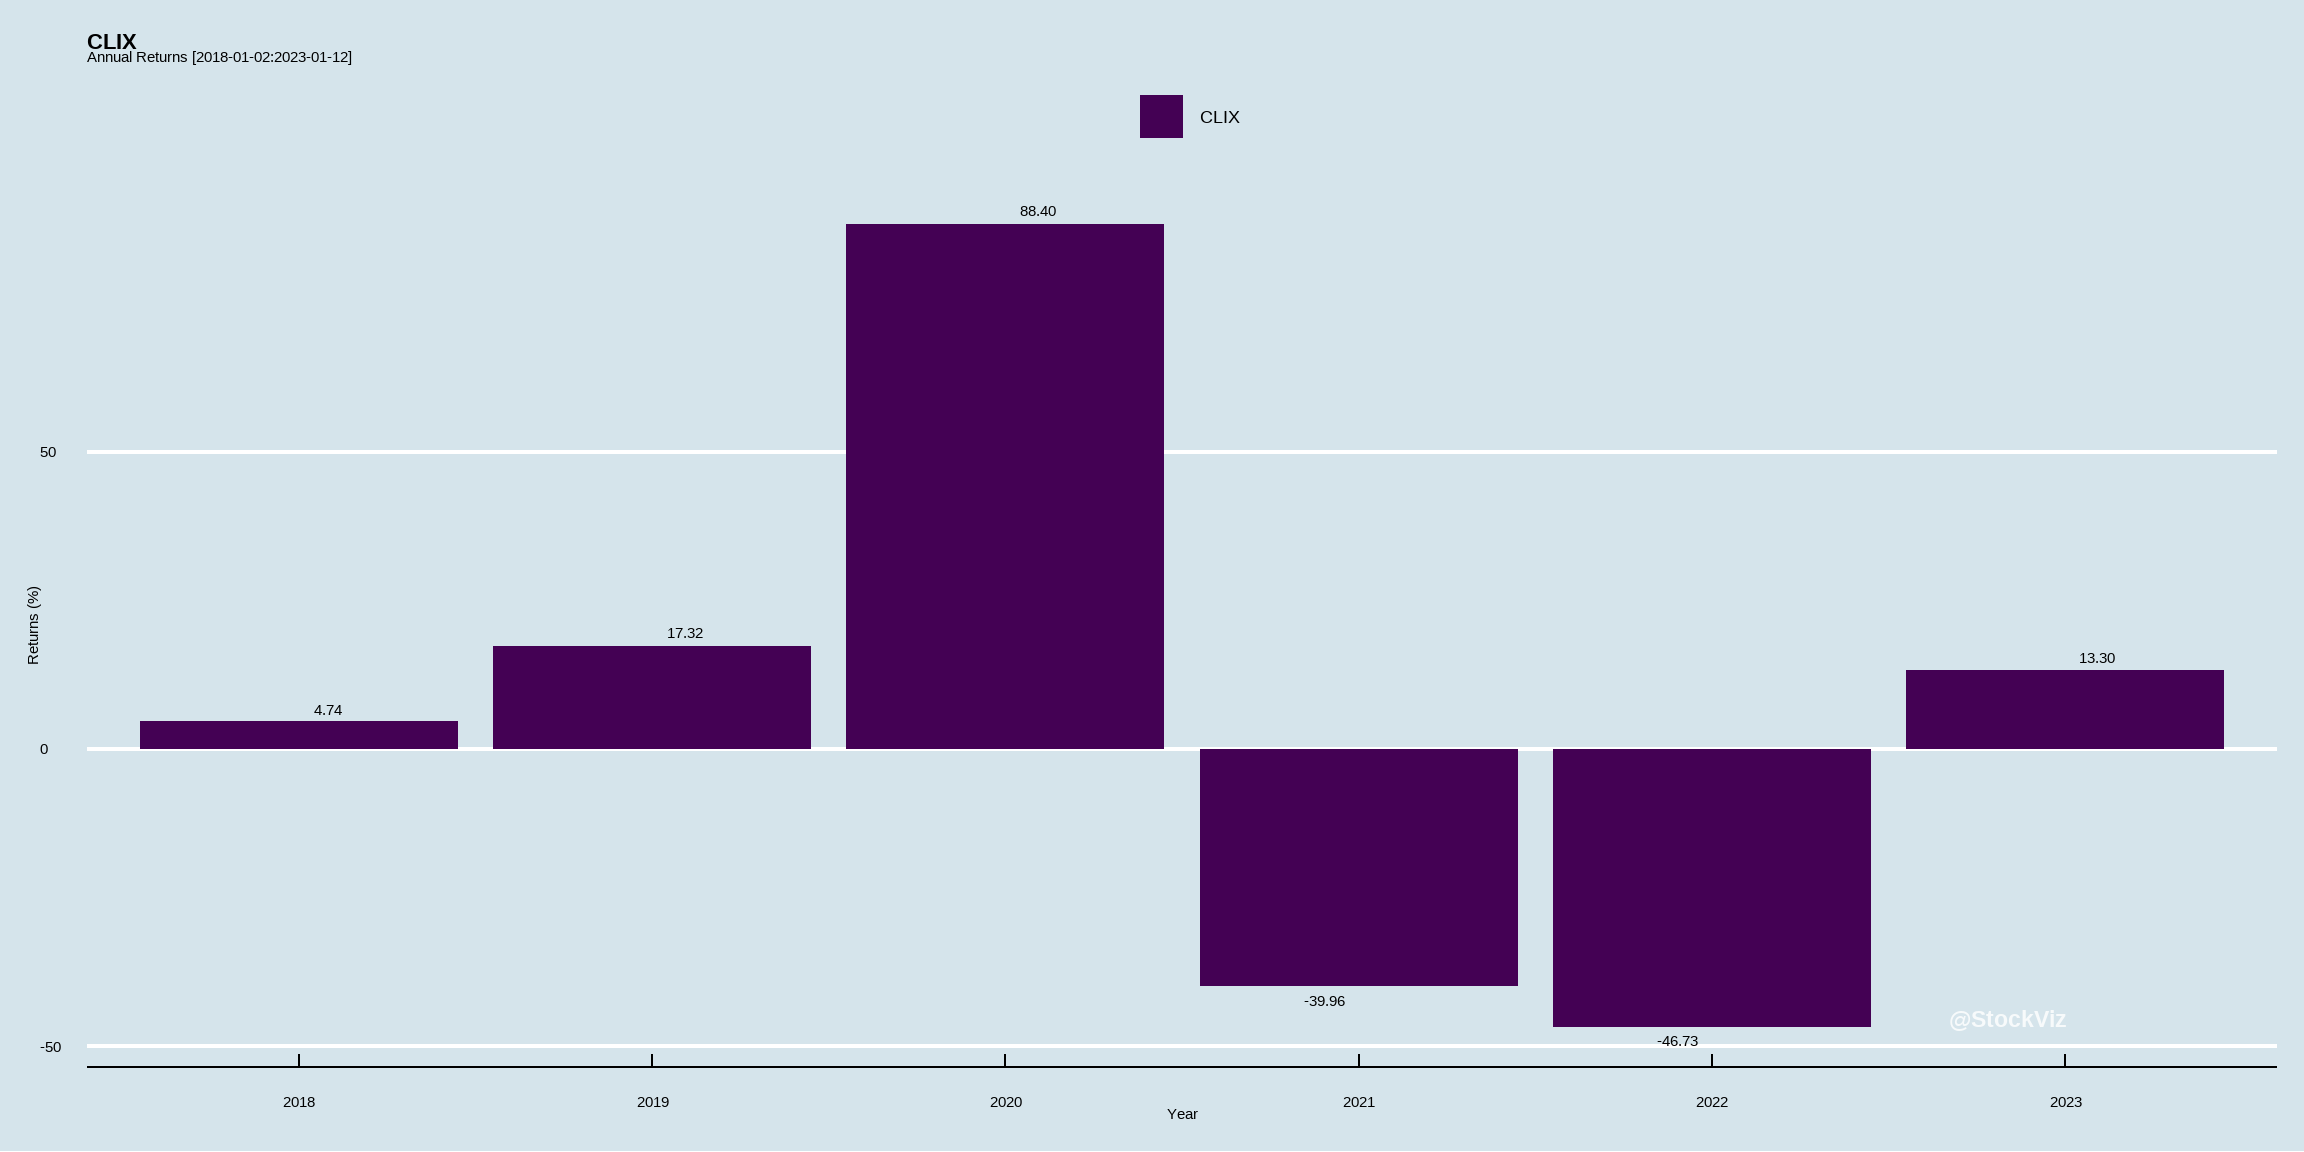 CLIX
Annual Returns [2018-01-02:2023-01-12]
CLIX
88.40
50
Returns (%)
17.32
13.30
4.74
0
-39.96
@StockViz
-46.73
-50
2018 2019 2020 2021 2022 2023
Year